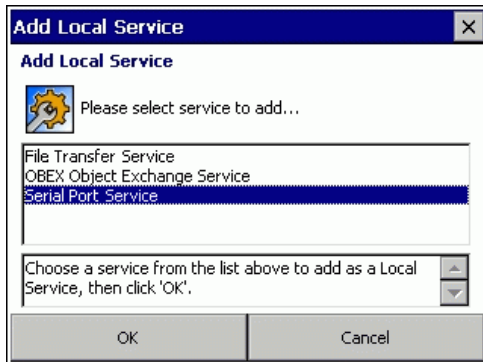 Add Local Service
Add Local Service
Please select service to add...
File Transfer Service
OBEX Object Exchange Service
Serial Port Service
Choose a service from the list above to add as a Local
Service, then click 'OK'.
OK
Cancel